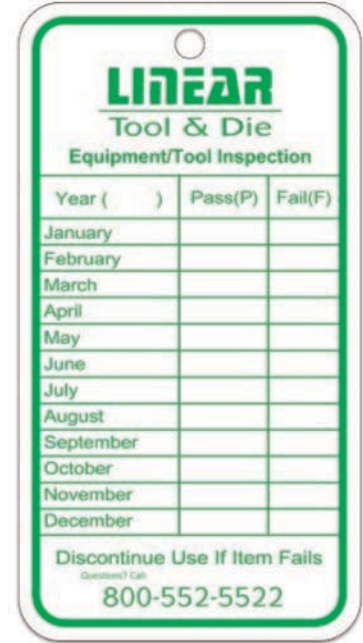 LINEAR
Tool & Die
Equipment/Tool Inspection
Year (      ) Pass(P) Fail(F)
January
February
March
April
May
June
July
August
September
October
November
December
Discontinue Use If Item Fails
Questions? Call:
800-552-5522